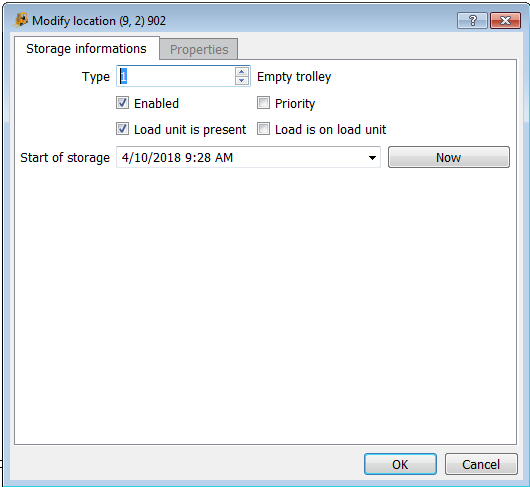 Modify location (9, 2) 902
Storage informations Properties
Type 1 Empty trolley
Enabled Priority
Load unit is present Load is on load unit
Start of storage 4/10/2018 9:28 AM Now
OK Cancel